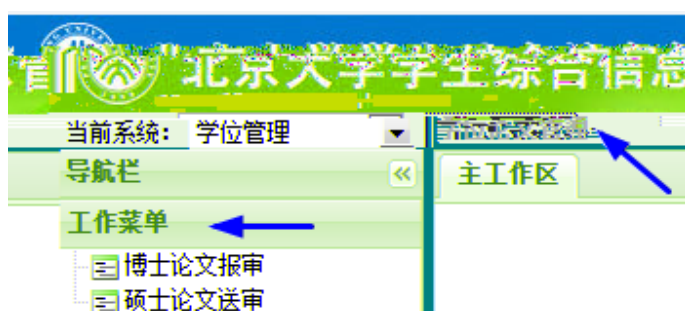 北京大学学生综合信息
当前系统： 学位管理
导航栏
主工作区
工作菜单
博士论文报审
硕士论文送审